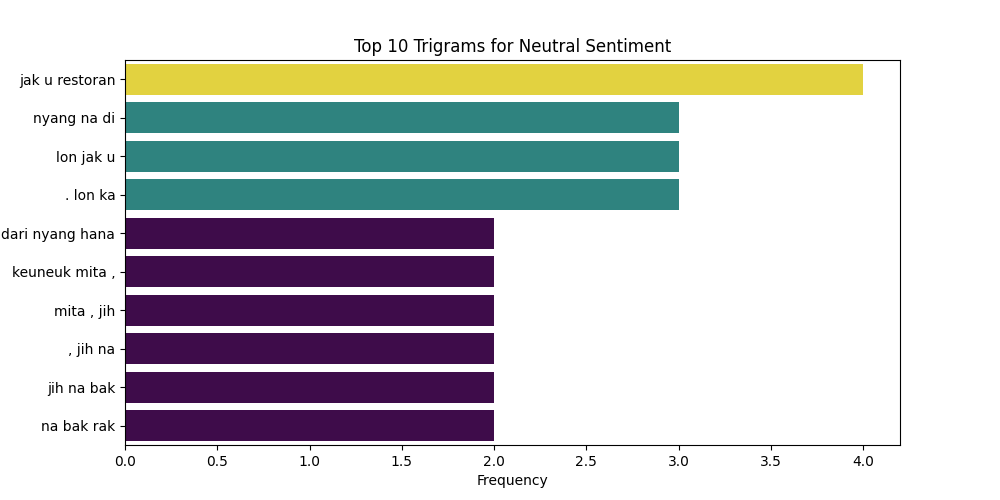 Top 10 Trigrams for Neutral Sentiment
jak u restoran
nyang na di
lon jak u
. lon ka
dari nyang hana
keuneuk mita ,
mita , jih
, jih na
jih na bak
na bak rak
0.0 0.5 1.0 1.5 2.0 2.5 3.0 3.5 4.0
Frequency